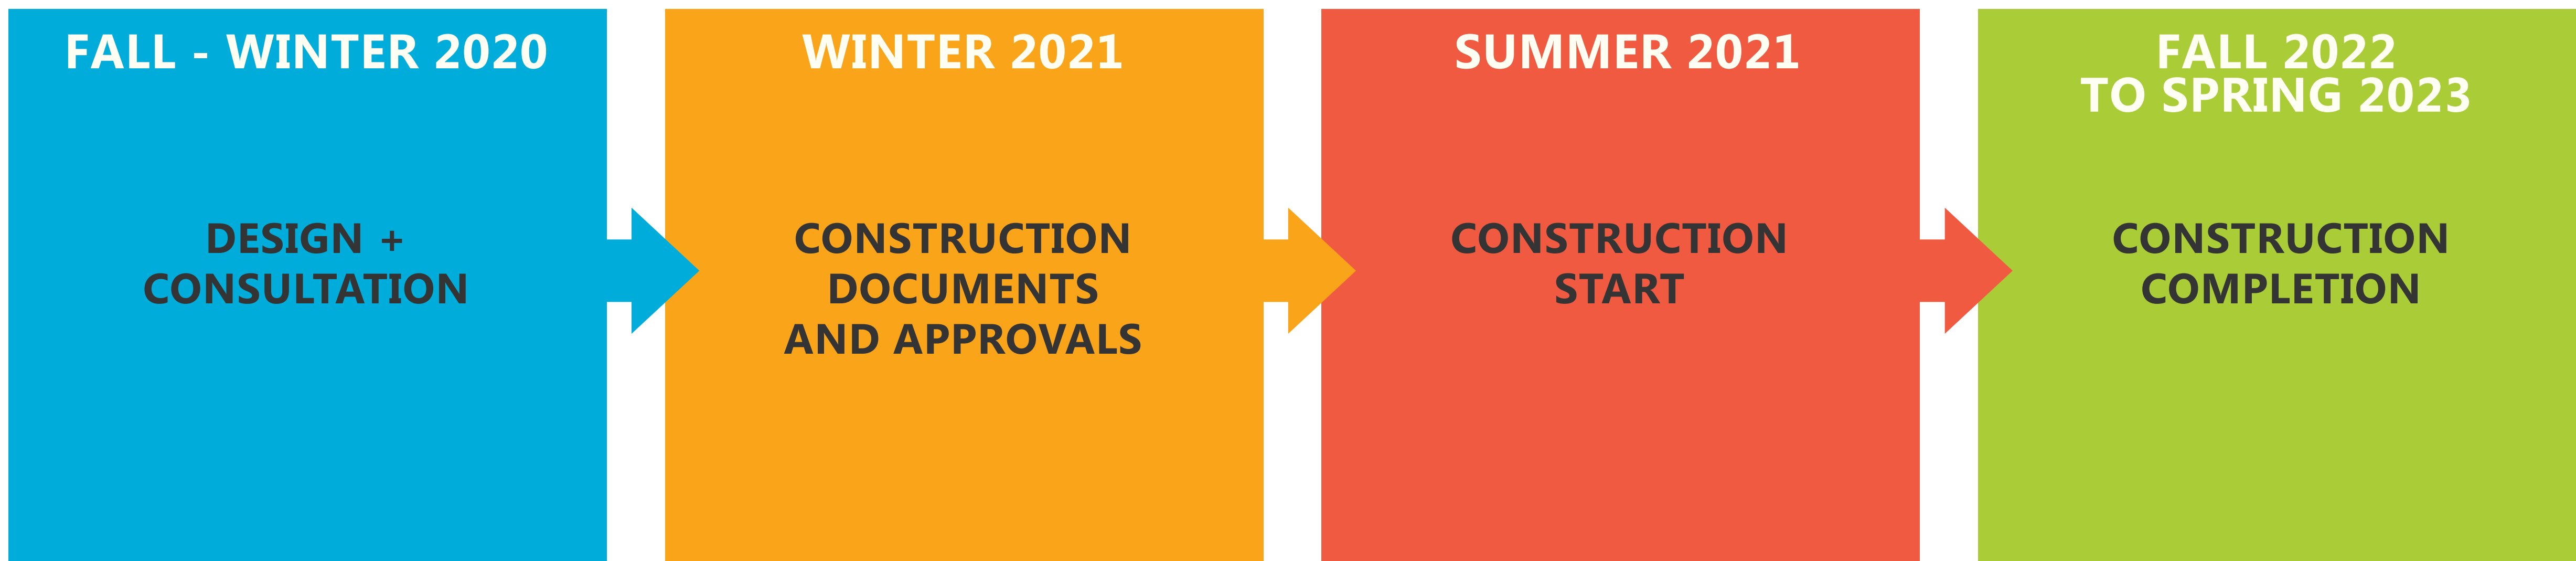 FALL - WINTER 2020
DESIGN +
CONSULTATION
WINTER 2021
CONSTRUCTION
DOCUMENTS
AND APPROVALS
SUMMER 2021
CONSTRUCTION
START
FALL 2022
TO SPRING 2023
CONSTRUCTION
COMPLETION